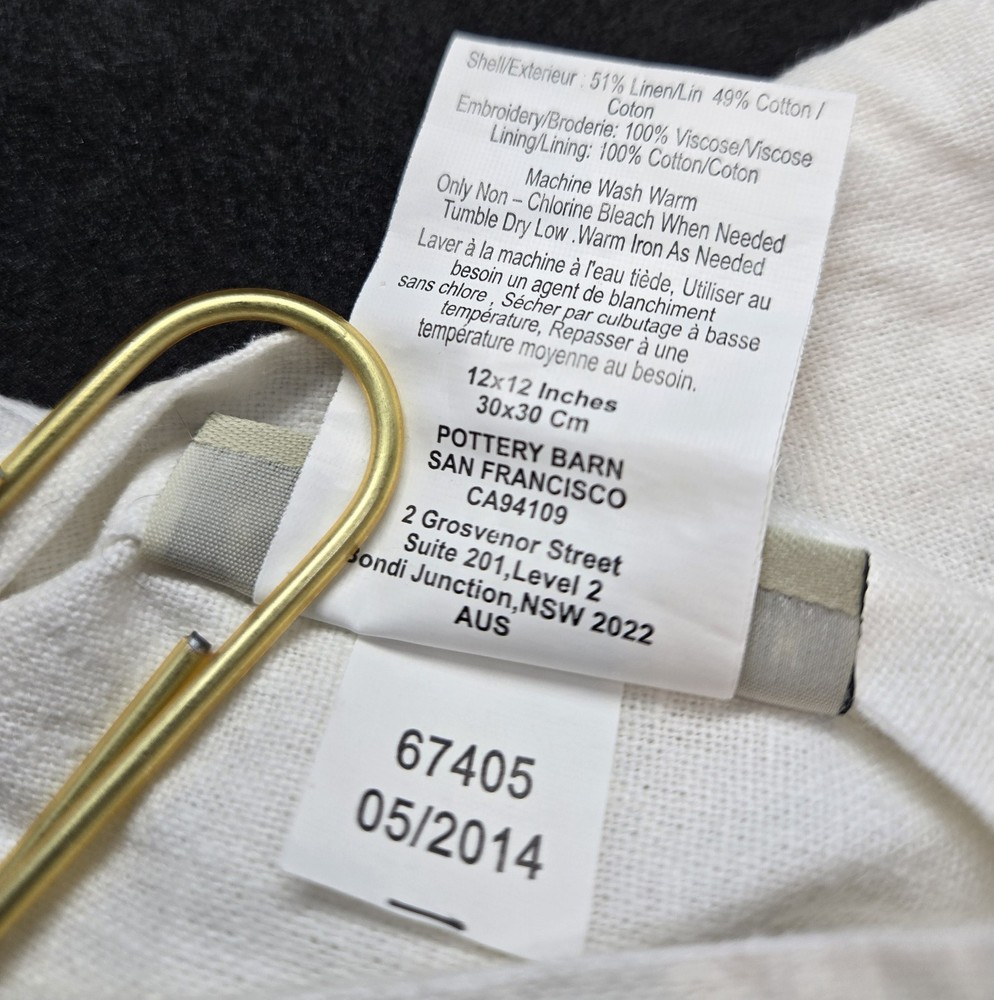 Shell/Exterieur : 51% Linen/Lin 49% Cotton /
Coton
Embroidery/Broderie: 100% Viscose/Viscose
Lining/Lining: 100% Cotton/Coton
Machine Wash Warm
Only Non – Chlorine Bleach When Needed
Tumble Dry Low .Warm Iron As Needed
Laver à la machine à l'eau tiède, Utiliser au
besoin un agent de blanchiment
sans chlore , Sécher par culbutage à basse
température, Repasser à une
température moyenne au besoin.
12x12 Inches
30x30 Cm
POTTERY BARN
SAN FRANCISCO
CA94109
2 Grosvenor Street
Suite 201,Level 2
Bondi Junction,NSW 2022
AUS
67405
05/2014